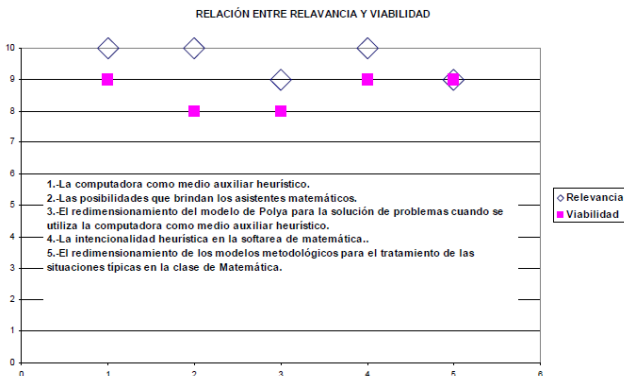 RELACIÓN ENTRE RELAVANCIA Y VIABILIDAD
10
9
8
7
6
5
4
3
2
1
0
1.-La computadora como medio auxiliar heurístico.
2.-Las posibilidades que brindan los asistentes matemáticos.
3.-El redimensionamiento del modelo de Polya para la solución de problemas cuando se
utiliza la computadora como medio auxiliar heurístico.
4.-La intencionalidad heurística en la softarea de matemática..
5.-El redimensionamiento de los modelos metodológicos para el tratamiento de las
situaciones típicas en la clase de Matemática.
Relevancia
Viabilidad
0 1 2 3 4 5 6